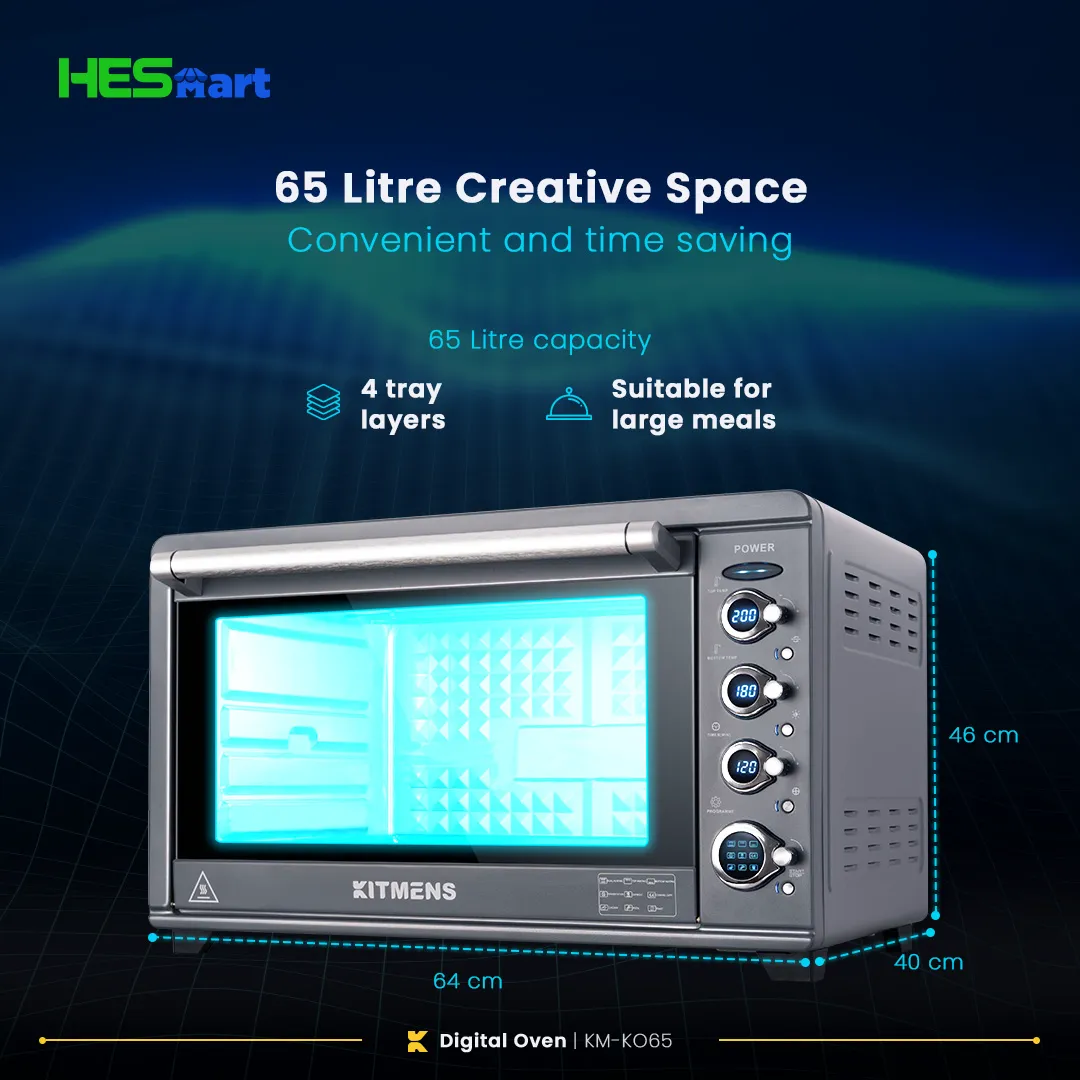 HESmart
65 Litre Creative Space
Convenient and time saving
65 Litre capacity
4 tray
layers
Suitable for
large meals
POWER
200
180
120
KITMENS
46 cm
40 cm
64 cm
Digital Oven | KM-KO65